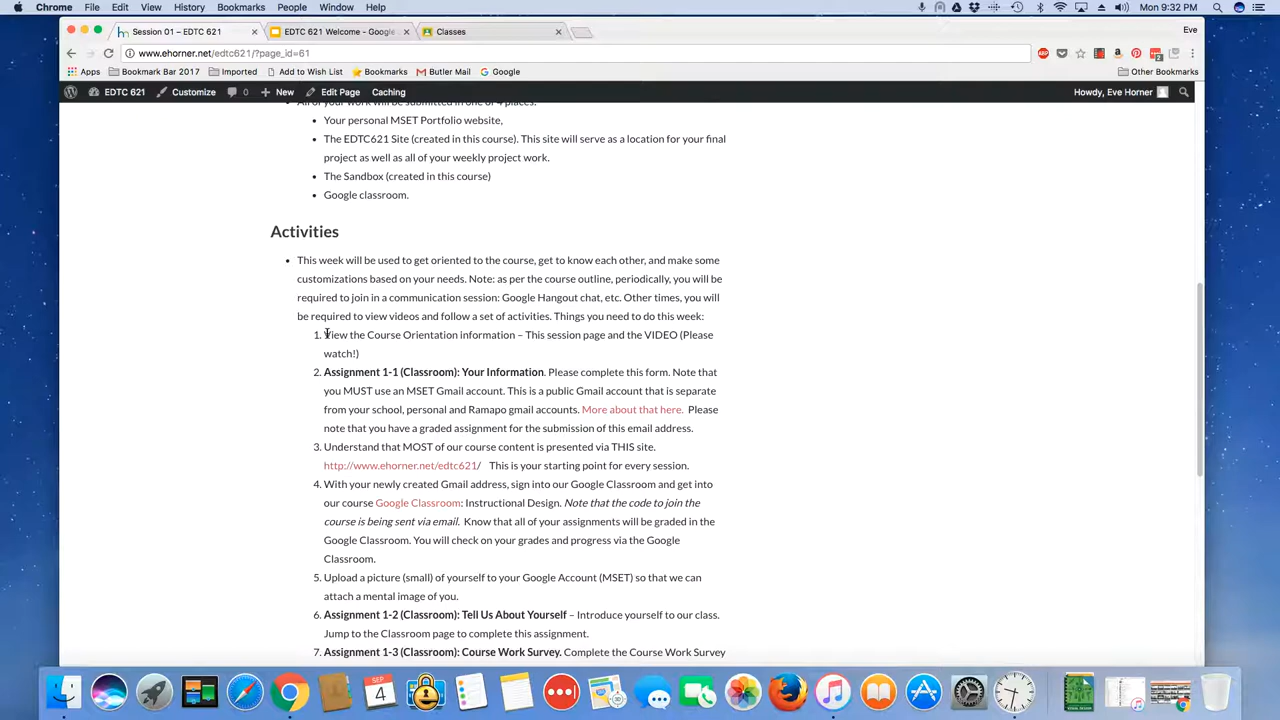 Chrome File Edit View History Bookmarks People Window Help Mon 9:32 PM
Session 01 – EDTC 621 EDTC 621 Welcome - Google Classes Eve
www.ehorner.net/edtc621/?page_id=61
Apps Bookmark Bar 2017 Imported Add to Wish List Bookmarks Butler Mail Google Other Bookmarks
EDTC 621 Customize 0 New Edit Page Caching Howdy, Eve Horner
All of your work will be submitted in one of 4 places.
Your personal MSET Portfolio website,
The EDTC621 Site (created in this course). This site will serve as a location for your final
project as well as all of your weekly project work.
The Sandbox (created in this course)
Google classroom.
Activities
This week will be used to get oriented to the course, get to know each other, and make some
customizations based on your needs. Note: as per the course outline, periodically, you will be
required to join in a communication session: Google Hangout chat, etc. Other times, you will
be required to view videos and follow a set of activities. Things you need to do this week:
1. View the Course Orientation information – This session page and the VIDEO (Please
watch!)
2. Assignment 1-1 (Classroom): Your Information. Please complete this form. Note that
you MUST use an MSET Gmail account. This is a public Gmail account that is separate
from your school, personal and Ramapo gmail accounts. More about that here. Please
note that you have a graded assignment for the submission of this email address.
3. Understand that MOST of our course content is presented via THIS site.
http://www.ehorner.net/edtc621/ This is your starting point for every session.
4. With your newly created Gmail address, sign into our Google Classroom and get into
our course Google Classroom: Instructional Design. Note that the code to join the
course is being sent via email. Know that all of your assignments will be graded in the
Google Classroom. You will check on your grades and progress via the Google
Classroom.
5. Upload a picture (small) of yourself to your Google Account (MSET) so that we can
attach a mental image of you.
6. Assignment 1-2 (Classroom): Tell Us About Yourself – Introduce yourself to our class.
Jump to the Classroom page to complete this assignment.
7. Assignment 1-3 (Classroom): Course Work Survey. Complete the Course Work Survey
SEP
4